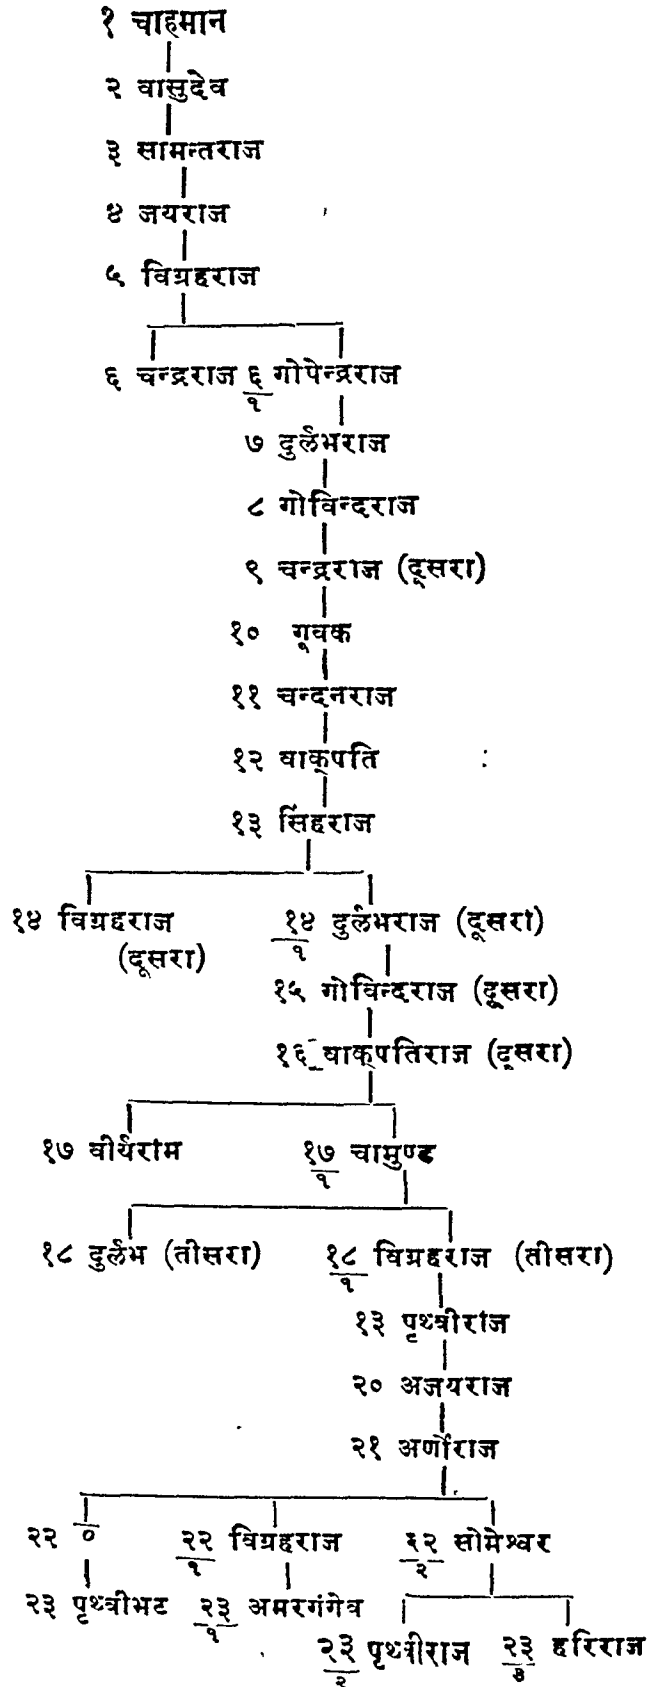 १ चाहमान
२ वासुदेव
३ सामन्तराज
४ जयराज
५ विग्रहराज
६ चन्द्रराज ६/१ गोपेन्द्रराज
७ दुर्लभराज
८ गोविन्दराज
९ चन्द्रराज (दूसरा)
१० गूवक
११ चन्दनराज
१२ वाक्पति
१३ सिंहराज
१४ विग्रहराज १४/१ दुर्लभराज (दूसरा)
(दूसरा)
१५ गोविन्दराज (दूसरा)
१६ वाक्पतिराज (दूसरा)
१७ वीर्यराम १७/१ चामुण्ड
१८ दुर्लभ (तीसरा) १८/१ विग्रहराज (तीसरा)
१३ पृथ्वीराज
२० अजयराज
२१ अर्णोराज
२२ ० २२/१ विग्रहराज ६२/२ सोमेश्वर
२३ पृथ्वीभट २३/१ अमरगंगेव
२३/२ पृथ्वीराज २३/३ हरिराज